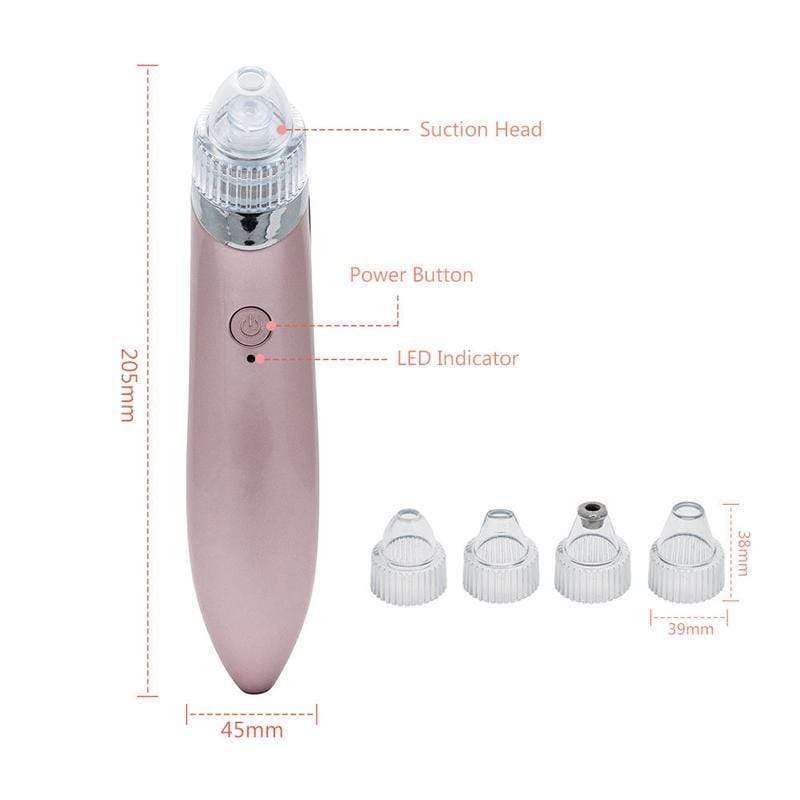 Suction Head
Power Button
LED Indicator
205mm
45mm
38mm
39mm